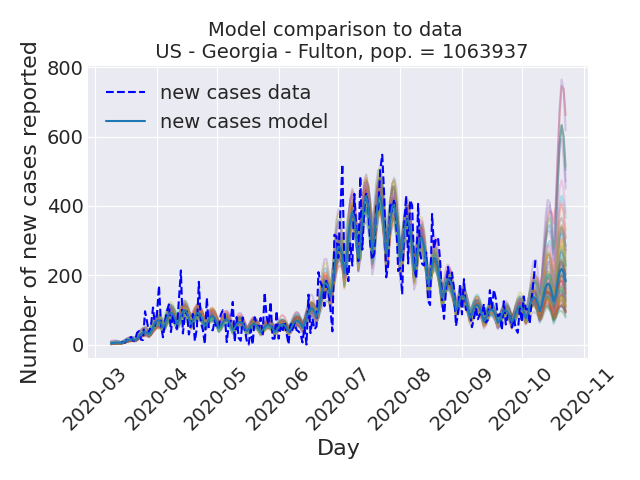 Model comparison to data
US - Georgia - Fulton, pop. = 1063937
Number of new cases reported
800
600
400
200
0
new cases data
new cases model
2020-03
2020-04
2020-05
2020-06
2020-07
2020-08
2020-09
2020-10
2020-11
Day